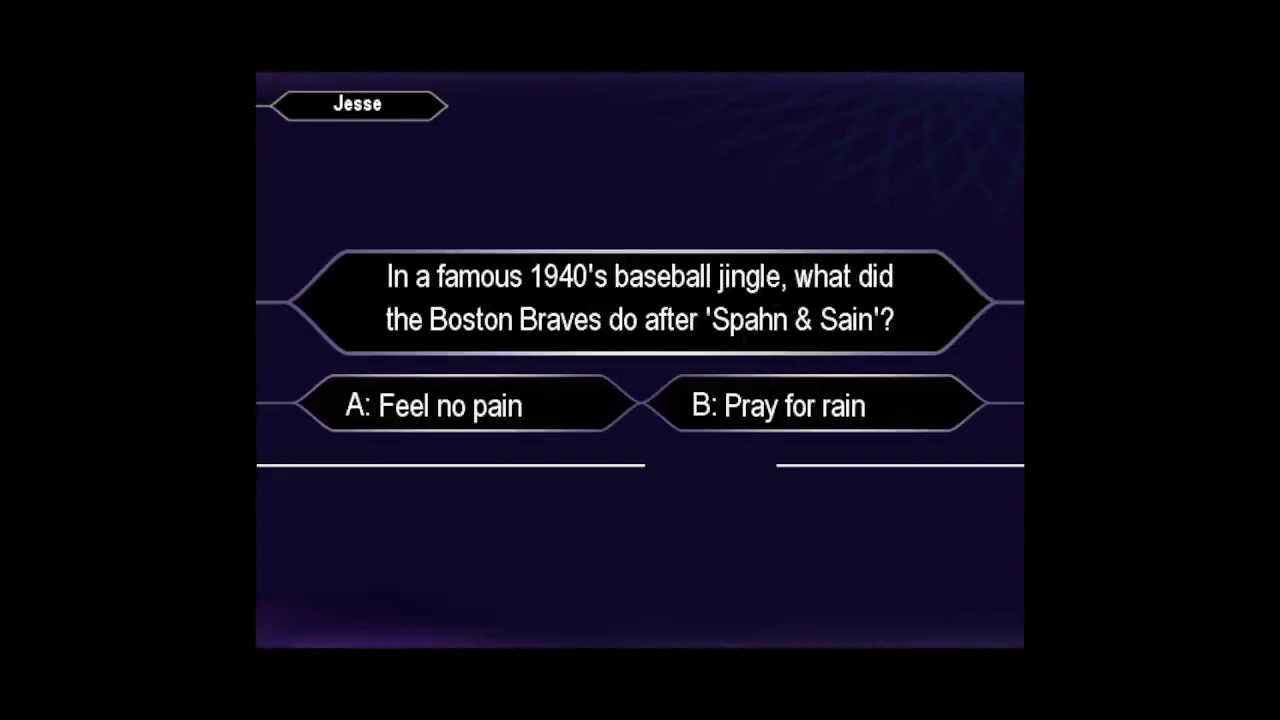 Jesse
In a famous 1940's baseball jingle, what did
the Boston Braves do after 'Spahn & Sain'?
A: Feel no pain
B: Pray for rain